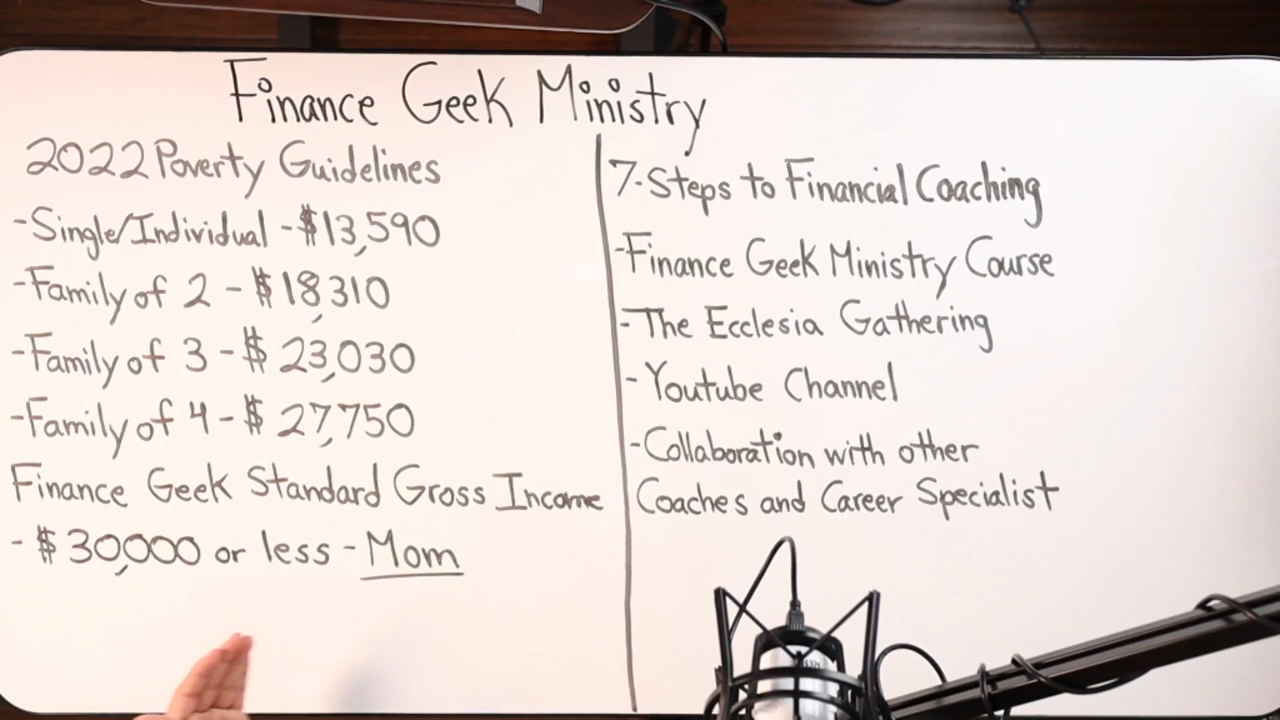 Finance Geek Ministry
2022 Poverty Guidelines
-Single/Individual -$13,590
-Family of 2 - $18,310
-Family of 3 - $ 23,030
-Family of 4 - $ 27,750
Finance Geek Standard Gross Income
- $30,000 or less - Mom
7-Steps to Financial Coaching
-Finance Geek Ministry Course
-The Ecclesia Gathering
-Youtube Channel
-Collaboration with other
Coaches and Career Specialist